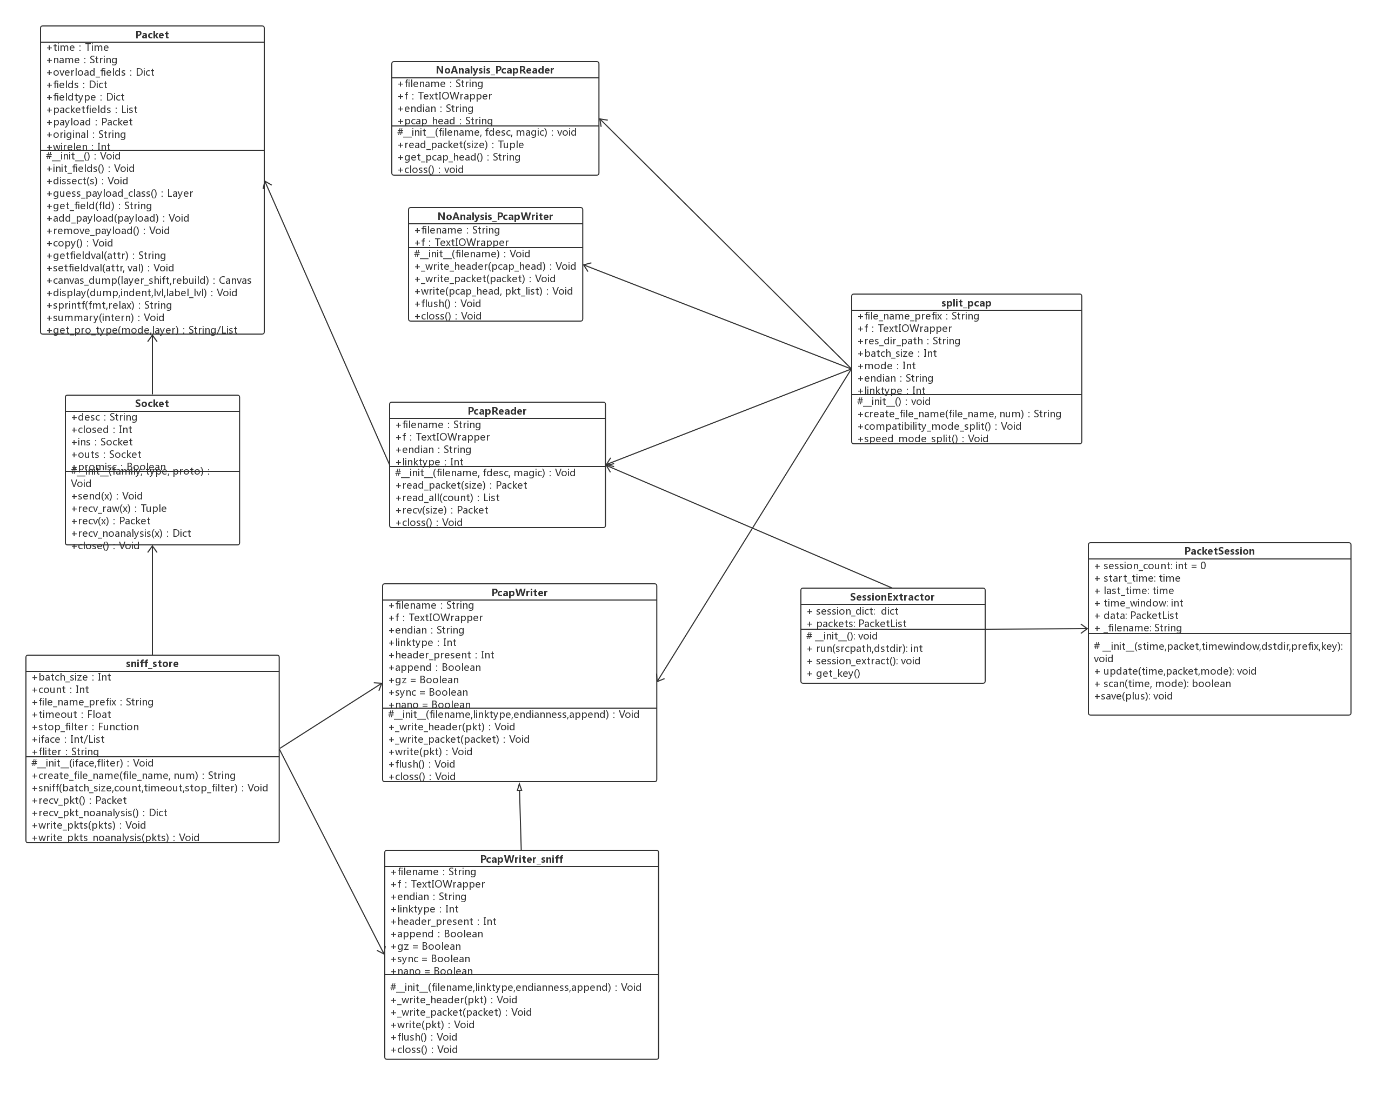 Packet
+time : Time
+name : String
+overload_fields : Dict
+fields : Dict
+fieldtype : Dict
+packetfields : List
+payload : Packet
+original : String
+wirelen : Int
#__init__() : Void
+init_fields() : Void
+dissect(s) : Void
+guess_payload_class() : Layer
+get_field(fld) : String
+add_payload(payload) : Void
+remove_payload() : Void
+copy() : Void
+getfieldval(attr) : String
+setfieldval(attr, val) : Void
+canvas_dump(layer_shift,rebuild) : Canvas
+display(dump,indent,lvl,label_lvl) : Void
+sprintf(fmt,relax) : String
+summary(intern) : Void
+get_pro_type(mode,layer) : String/List
NoAnalysis_PcapReader
+filename : String
+f : TextIOWrapper
+endian : String
+pcap_head : String
#__init__(filename, fdesc, magic) : void
+read_packet(size) : Tuple
+get_pcap_head() : String
+closs() : void
NoAnalysis_PcapWriter
+filename : String
+f : TextIOWrapper
#__init__(filename) : Void
+_write_header(pcap_head) : Void
+_write_packet(packet) : Void
+write(pcap_head, pkt_list) : Void
+flush() : Void
+closs() : Void
split_pcap
+file_name_prefix : String
+f : TextIOWrapper
+res_dir_path : String
+batch_size : Int
+mode : Int
+endian : String
+linktype : Int
#__init__() : void
+create_file_name(file_name, num) : String
+compatibility_mode_split() : Void
+speed_mode_split() : Void
Socket
+desc : String
+closed : Int
+ins : Socket
+outs : Socket
+promisc : Boolean
#__init__(family, type, proto) :
Void
+send(x) : Void
+recv_raw(x) : Tuple
+recv(x) : Packet
+recv_noanalysis(x) : Dict
+close() : Void
PcapReader
+filename : String
+f : TextIOWrapper
+endian : String
+linktype : Int
#__init__(filename, fdesc, magic) : Void
+read_packet(size) : Packet
+read_all(count) : List
+recv(size) : Packet
+closs() : Void
PacketSession
+ session_count: int = 0
+ start_time: time
+ last_time: time
+ time_window: int
+ data: PacketList
+ _filename: String
# __init__(stime,packet,timewindow,dstdir,prefix,key):
void
+ update(time,packet,mode): void
+ scan(time, mode): boolean
+save(plus): void
SessionExtractor
+ session_dict:  dict
+ packets: PacketList
# __init__(): void
+ run(srcpath,dstdir): int
+ session_extract(): void
+ get_key()
PcapWriter
+filename : String
+f : TextIOWrapper
+endian : String
+linktype : Int
+header_present : Int
+append : Boolean
+gz = Boolean
+sync = Boolean
+nano = Boolean
#__init__(filename,linktype,endianness,append) : Void
+_write_header(pkt) : Void
+_write_packet(packet) : Void
+write(pkt) : Void
+flush() : Void
+closs() : Void
sniff_store
+batch_size : Int
+count : Int
+file_name_prefix : String
+timeout : Float
+stop_filter : Function
+iface : Int/List
+fliter : String
#__init__(iface,fliter) : Void
+create_file_name(file_name, num) : String
+sniff(batch_size,count,timeout,stop_filter) : Void
+recv_pkt() : Packet
+recv_pkt_noanalysis() : Dict
+write_pkts(pkts) : Void
+write_pkts_noanalysis(pkts) : Void
PcapWriter_sniff
+filename : String
+f : TextIOWrapper
+endian : String
+linktype : Int
+header_present : Int
+append : Boolean
+gz = Boolean
+sync = Boolean
+nano = Boolean
#__init__(filename,linktype,endianness,append) : Void
+_write_header(pkt) : Void
+_write_packet(packet) : Void
+write(pkt) : Void
+flush() : Void
+closs() : Void